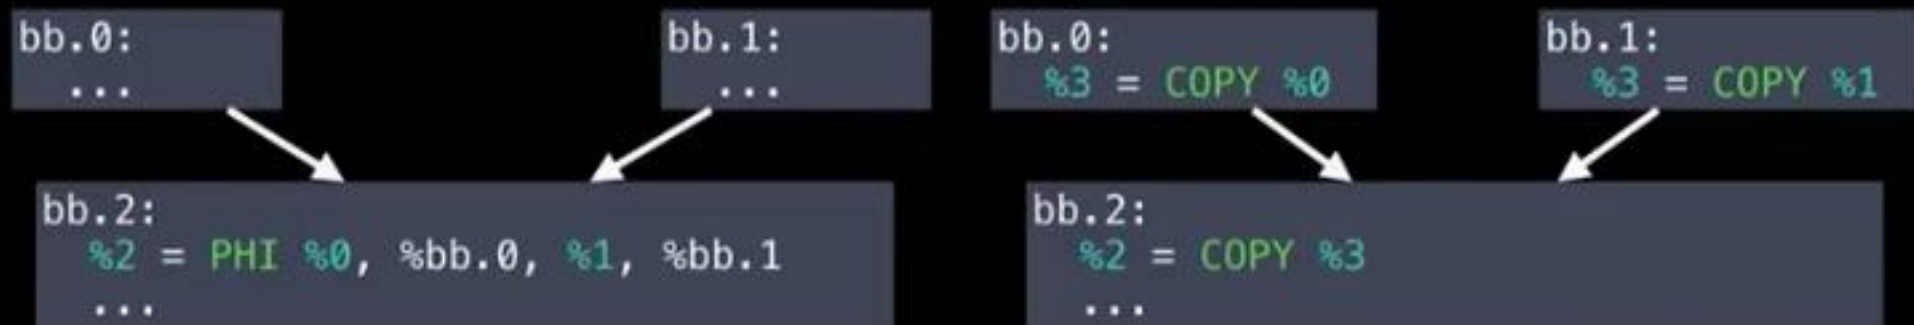 bb.0:
...
bb.1:
...
bb.2:
%2 = PHI %0, %bb.0, %1, %bb.1
...
bb.0:
%3 = COPY %0
bb.1:
%3 = COPY %1
bb.2:
%2 = COPY %3
...